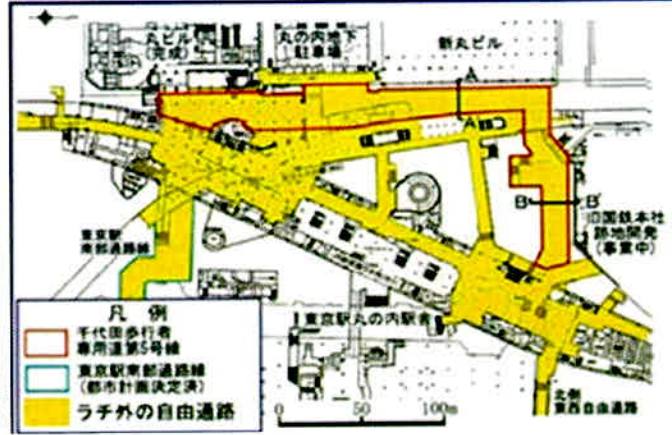 丸ビル
(完成)
丸の内地下
駐車場
新丸ビル
A
A'
B
B'
旧国鉄本社
跡地開発
(事業中)
東京駅
東部通路線
東京駅丸の内駅舎
凡 例
千代田歩行者
専用道第5号線
東京駅東部通路線
(都市計画決定済)
ラチ外の自由通路
0 50 100m
北側
東西自由通路